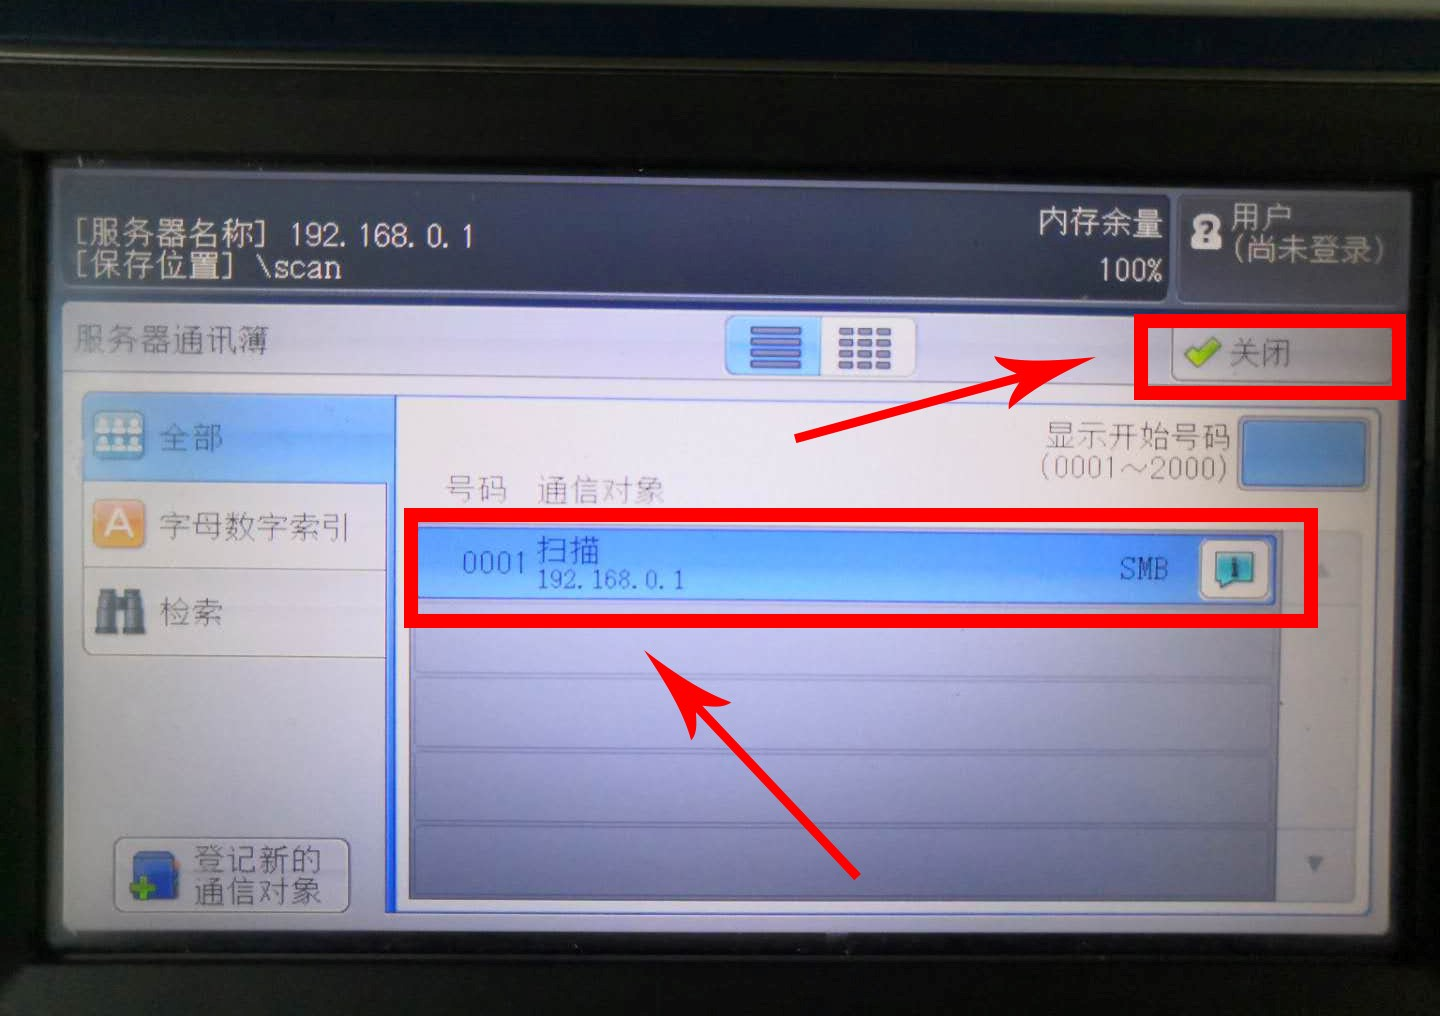 [服务器名称] 192.168.0.1
[保存位置] \scan
内存余量
100%
用户
(尚未登录)
服务器通讯簿
关闭
全部
字母数字索引
检索
显示开始号码
(0001～2000)
号码 通信对象
0001 扫描
192.168.0.1
SMB
登记新的
通信对象